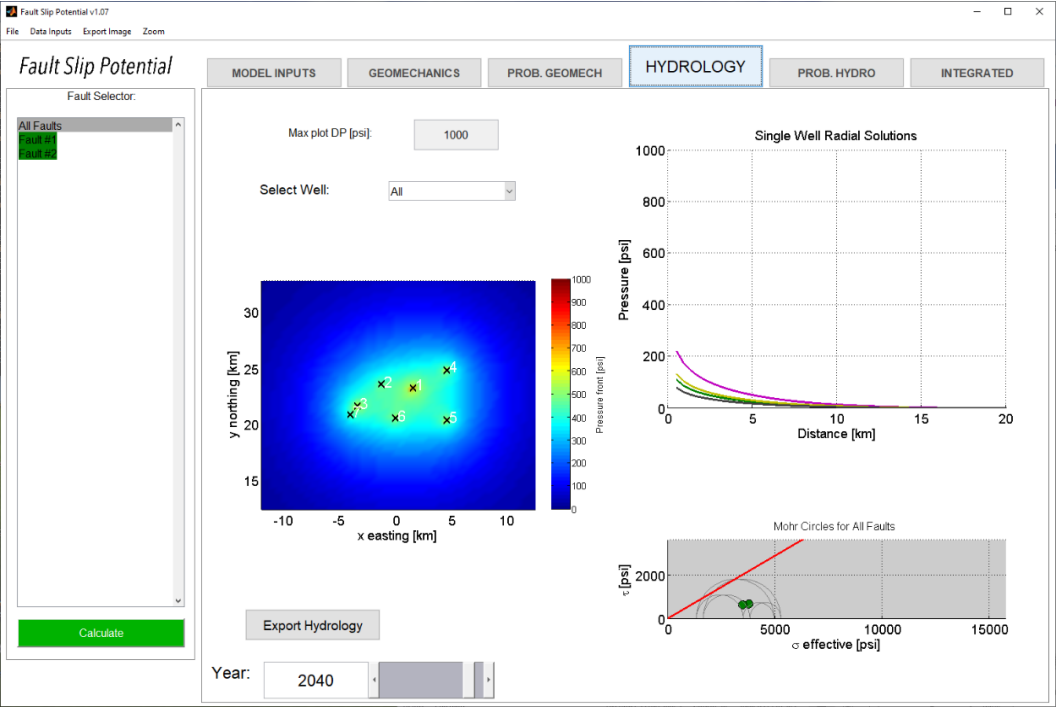 Fault Slip Potential v1.07
File Data Inputs Export Image Zoom
Fault Slip Potential
MODEL INPUTS GEOMECHANICS PROB. GEOMECH HYDROLOGY PROB. HYDRO INTEGRATED
Fault Selector:
All Faults
Fault #1
Fault #2
Calculate
Max plot DP [psi]: 1000
Select Well: All
30
25
20
15
y northing [km]
-10 -5 0 5 10
x easting [km]
1
2
3
4
5
6
1000
900
800
700
600
500
400
300
200
100
0
Pressure front [psi]
Export Hydrology
Year: 2040
Single Well Radial Solutions
1000
800
600
400
200
0
Pressure [psi]
0 5 10 15 20
Distance [km]
Mohr Circles for All Faults
2000
0
τ [psi]
0 5000 10000 15000
σ effective [psi]